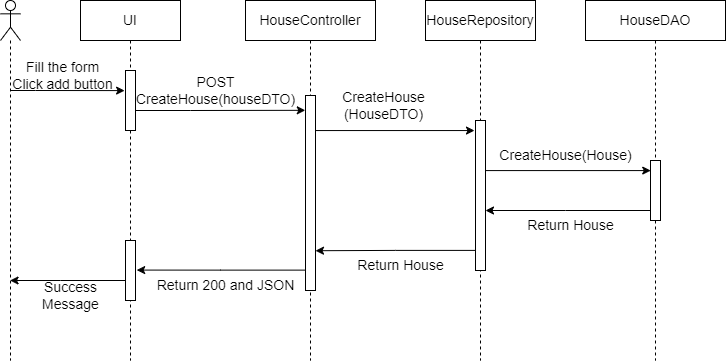 UI
HouseController
HouseRepository
HouseDAO
Fill the form
Click add button
POST
CreateHouse(houseDTO)
CreateHouse
(HouseDTO)
CreateHouse(House)
Return House
Return House
Return 200 and JSON
Success
Message